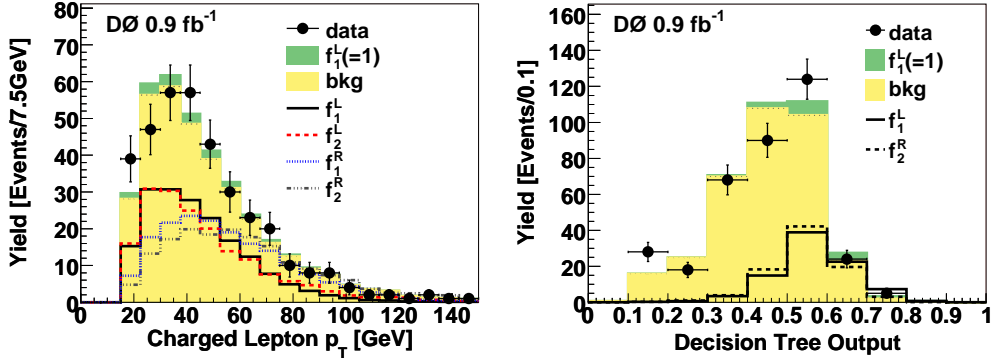 DØ 0.9 fb⁻¹
data
f₁ᴸ(=1)
bkg
f₁ᴸ
f₂ᴸ
f₁ᴿ
f₂ᴿ
Yield [Events/7.5GeV]
80
70
60
50
40
30
20
10
0
0 20 40 60 80 100 120 140
Charged Lepton p_T [GeV]
DØ 0.9 fb⁻¹
data
f₁ᴸ(=1)
bkg
f₁ᴸ
f₂ᴿ
Yield [Events/0.1]
160
140
120
100
80
60
40
20
0
0 0.1 0.2 0.3 0.4 0.5 0.6 0.7 0.8 0.9 1
Decision Tree Output